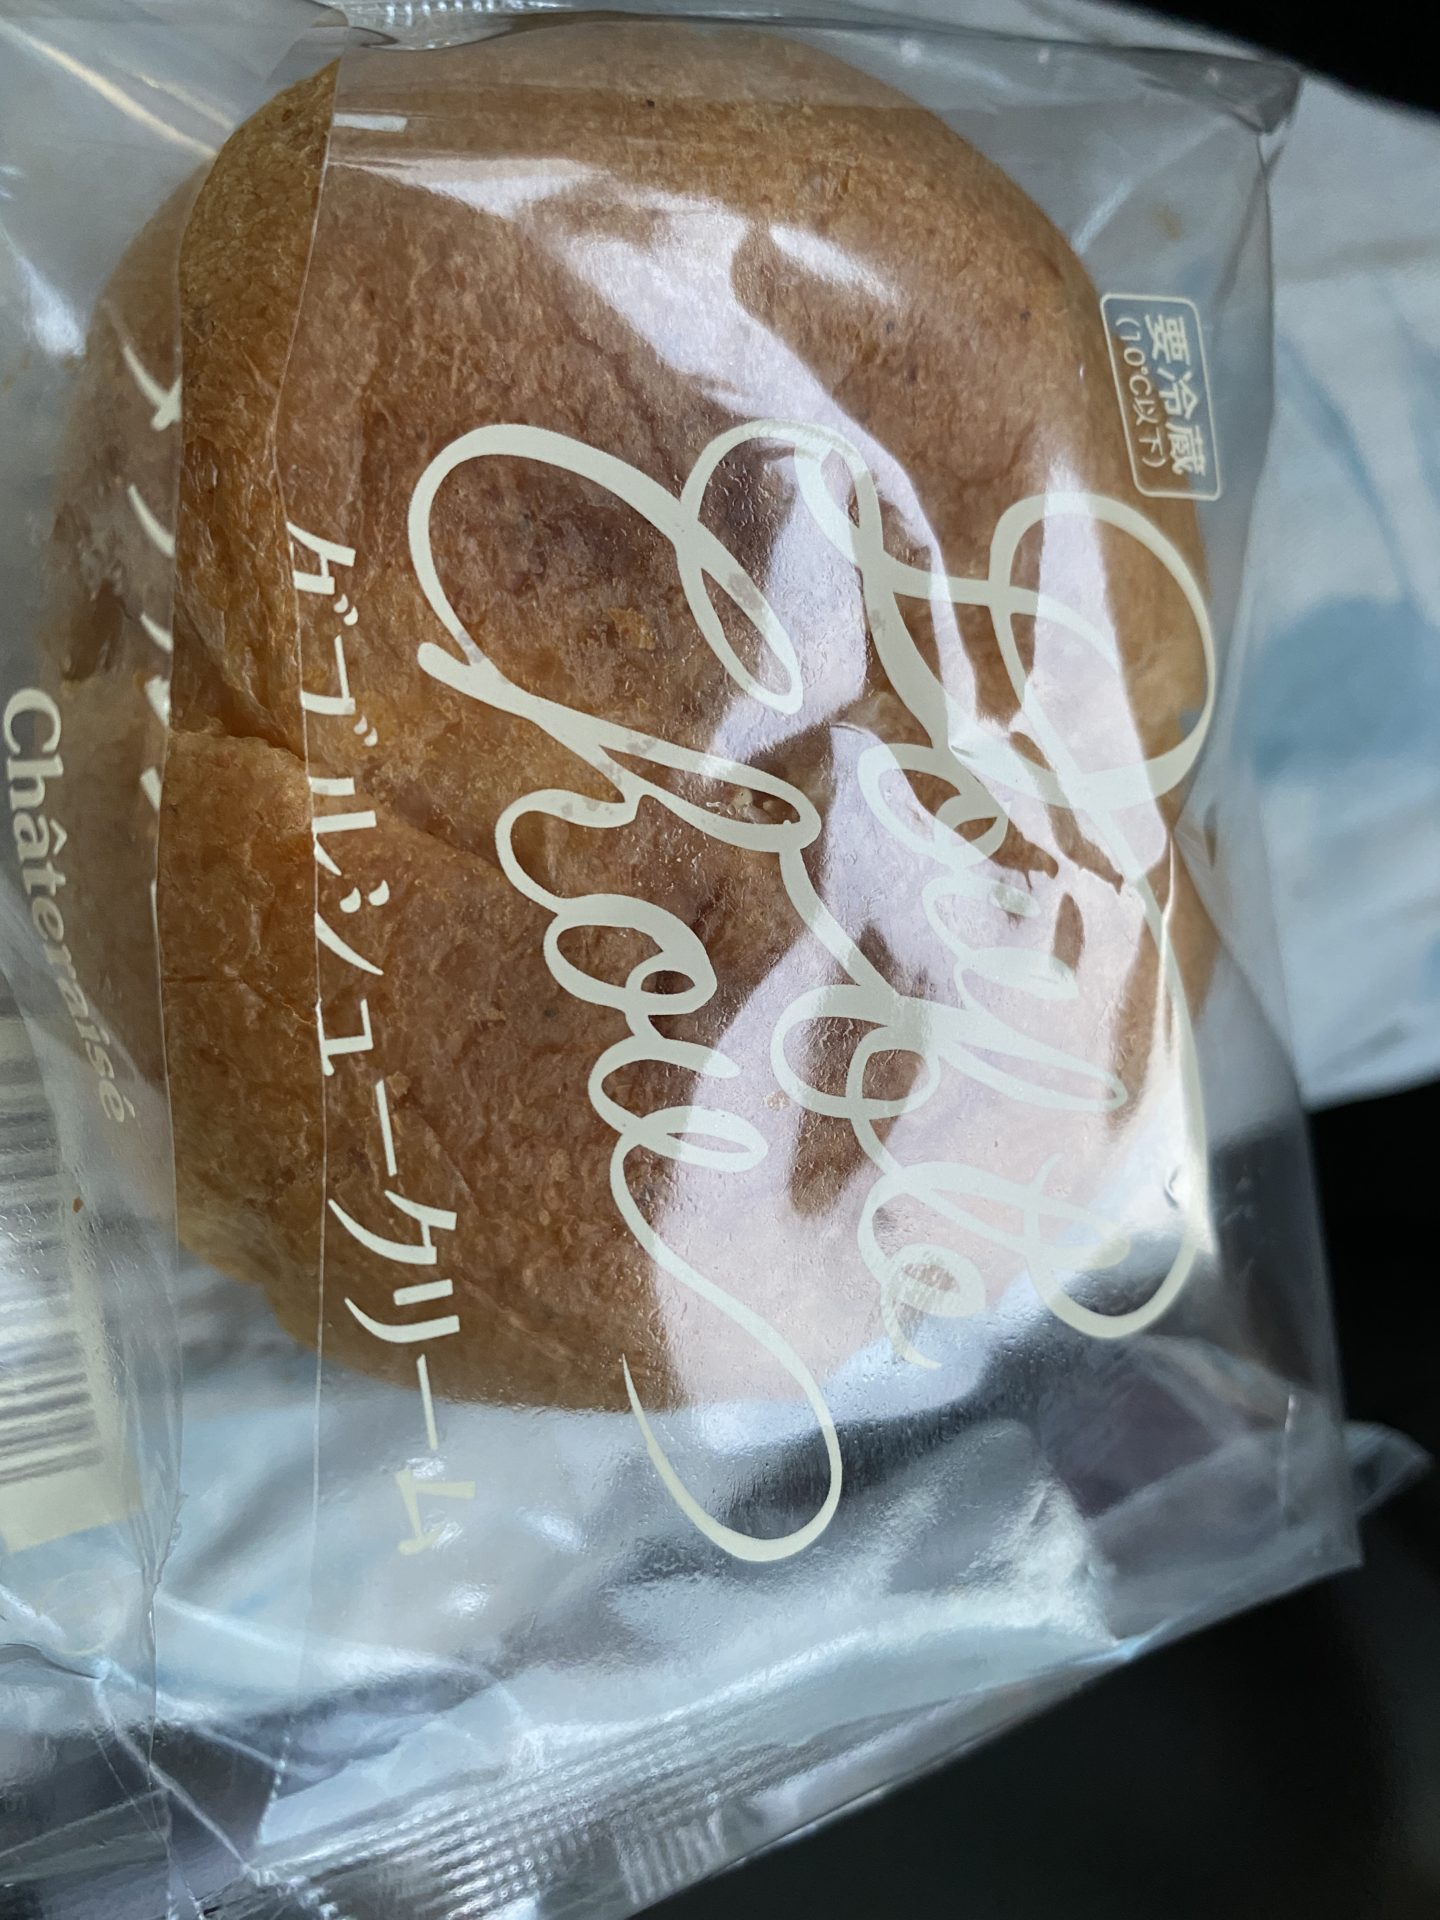 要冷蔵
(10℃以下)
Double
Chou
ダブルシュークリーム
Châteraisé